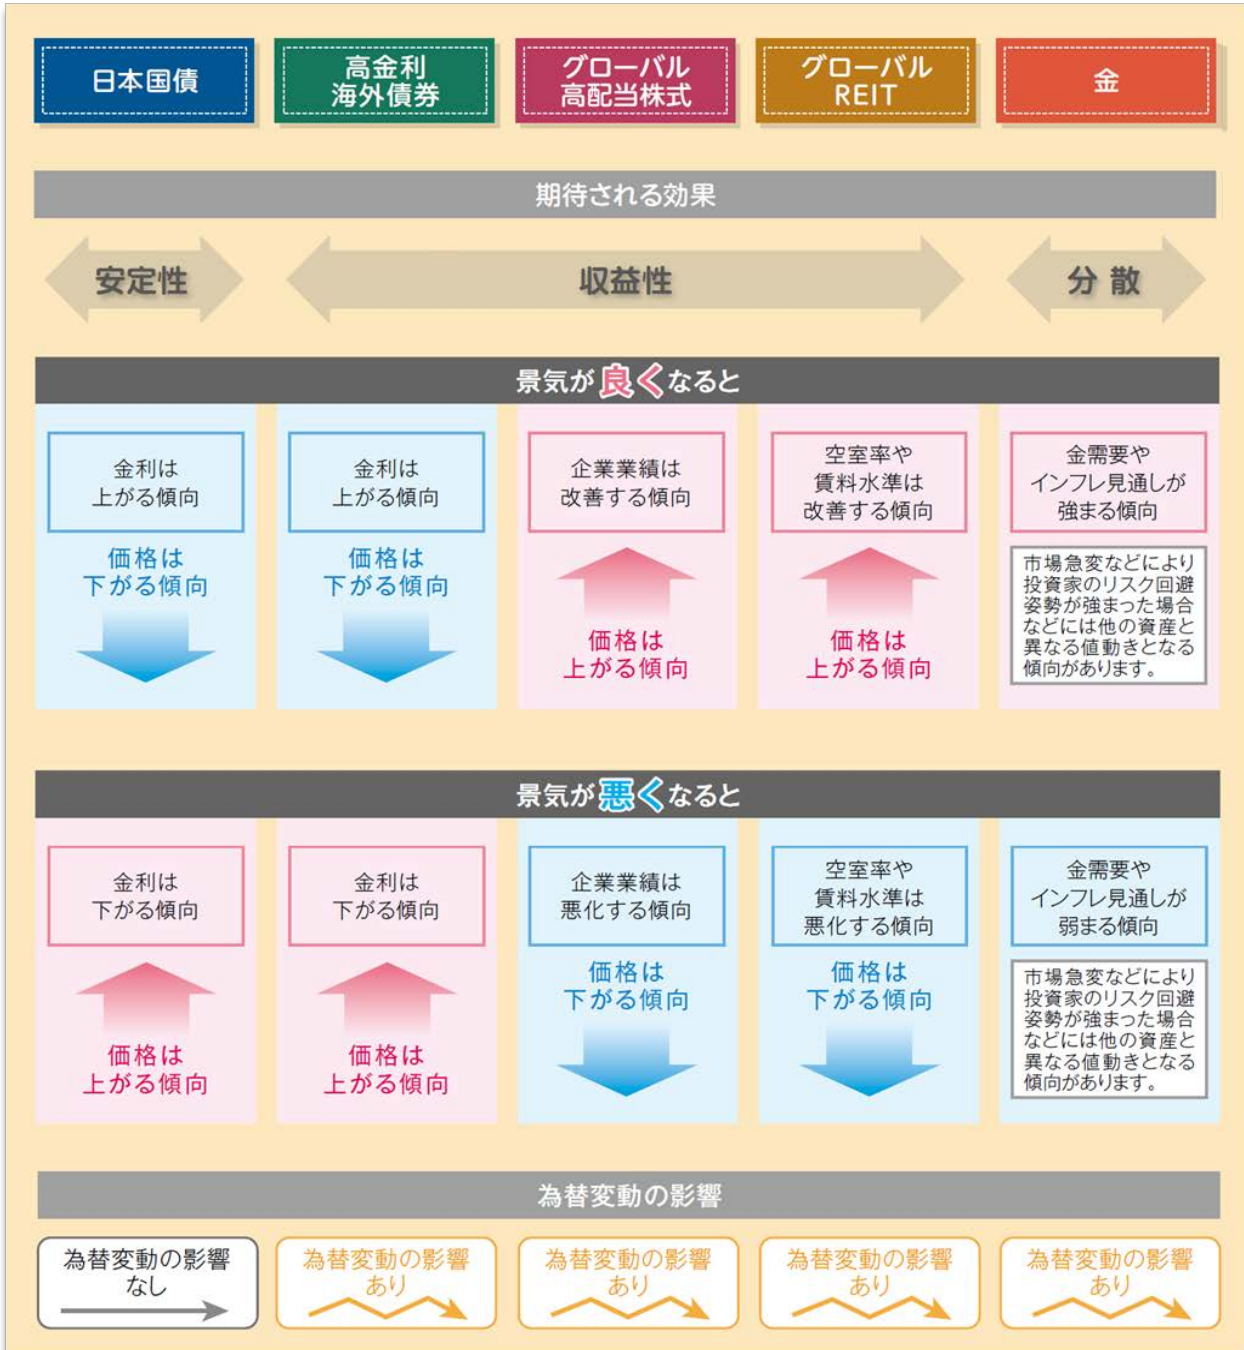 日本国債
高金利
海外債券
グローバル
高配当株式
グローバル
REIT
金
期待される効果
安定性
収益性
分散
景気が良くなると
金利は
上がる傾向
価格は
下がる傾向
金利は
上がる傾向
価格は
下がる傾向
企業業績は
改善する傾向
価格は
上がる傾向
空室率や
賃料水準は
改善する傾向
価格は
上がる傾向
金需要や
インフレ見通しが
強まる傾向
市場急変などにより
投資家のリスク回避
姿勢が強まった場合
などには他の資産と
異なる値動きとなる
傾向があります。
景気が悪くなると
金利は
下がる傾向
価格は
上がる傾向
金利は
下がる傾向
価格は
上がる傾向
企業業績は
悪化する傾向
価格は
下がる傾向
空室率や
賃料水準は
悪化する傾向
価格は
下がる傾向
金需要や
インフレ見通しが
弱まる傾向
市場急変などにより
投資家のリスク回避
姿勢が強まった場合
などには他の資産と
異なる値動きとなる
傾向があります。
為替変動の影響
為替変動の影響
なし
為替変動の影響
あり
為替変動の影響
あり
為替変動の影響
あり
為替変動の影響
あり